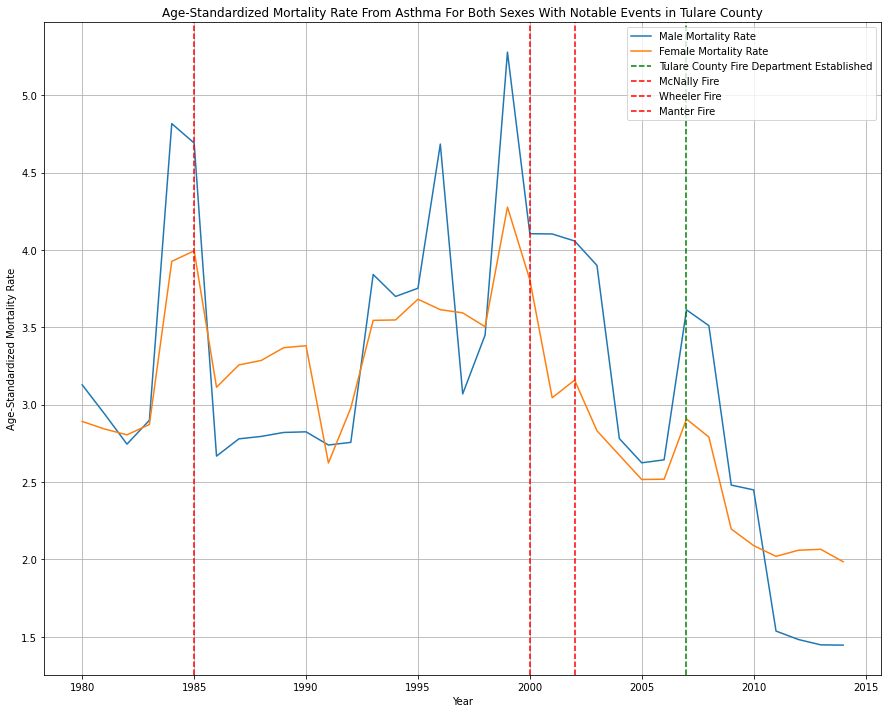 Age-Standardized Mortality Rate From Asthma For Both Sexes With Notable Events in Tulare County
Male Mortality Rate
Female Mortality Rate
Tulare County Fire Department Established
McNally Fire
Wheeler Fire
Manter Fire
Age-Standardized Mortality Rate
5.0
4.5
4.0
3.5
3.0
2.5
2.0
1.5
1980
1985
1990
1995
2000
2005
2010
2015
Year